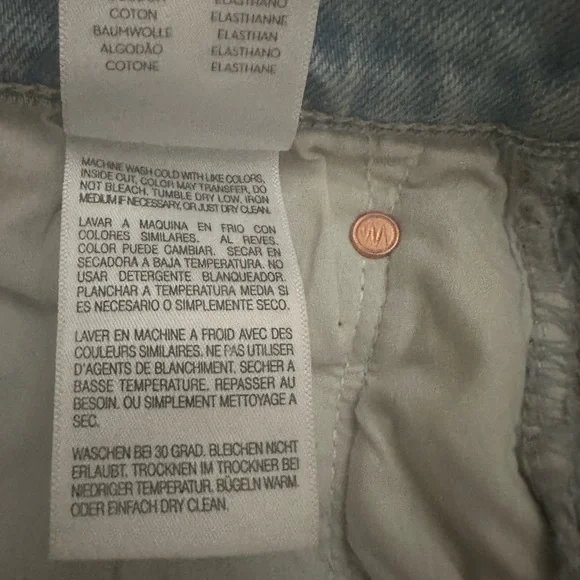 ELASTHANO
COTON ELASTHANNE
BAUMWOLLE ELASTHAN
ALGODÃO ELASTHANO
COTONE ELASTHANE
MACHINE WASH COLD WITH LIKE COLORS,
INSIDE OUT. COLOR MAY TRANSFER. DO
NOT BLEACH. TUMBLE DRY LOW, IRON
MEDIUM IF NECESSARY, OR JUST DRY CLEAN.
LAVAR A MAQUINA EN FRIO CON
COLORES SIMILARES. AL REVES.
COLOR PUEDE CAMBIAR. SECAR EN
SECADORA A BAJA TEMPERATURA. NO
USAR DETERGENTE BLANQUEADOR.
PLANCHAR A TEMPERATURA MEDIA SI
ES NECESARIO O SIMPLEMENTE SECO.
LAVER EN MACHINE A FROID AVEC DES
COULEURS SIMILAIRES. NE PAS UTILISER
D'AGENTS DE BLANCHIMENT. SECHER A
BASSE TEMPERATURE. REPASSER AU
BESOIN. OU SIMPLEMENT METTOYAGE A
SEC.
WASCHEN BEI 30 GRAD. BLEICHEN NICHT
ERLAUBT. TROCKNEN IM TROCKNER BEI
NIEDRIGER TEMPERATUR. BÜGELN WARM.
ODER EINFACH DRY CLEAN.